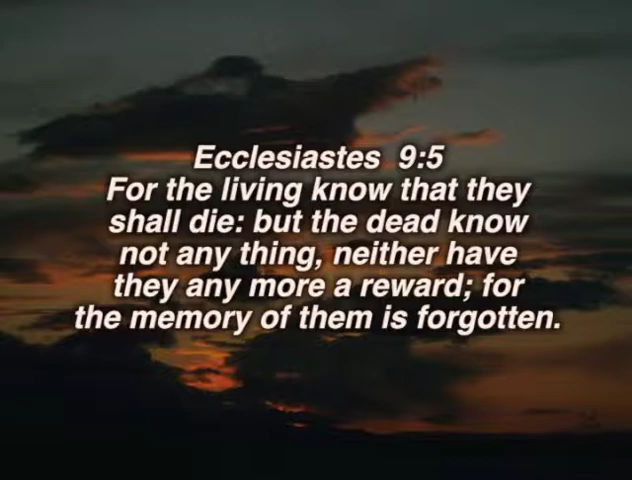 Ecclesiastes 9:5
For the living know that they
shall die: but the dead know
not any thing, neither have
they any more a reward; for
the memory of them is forgotten.